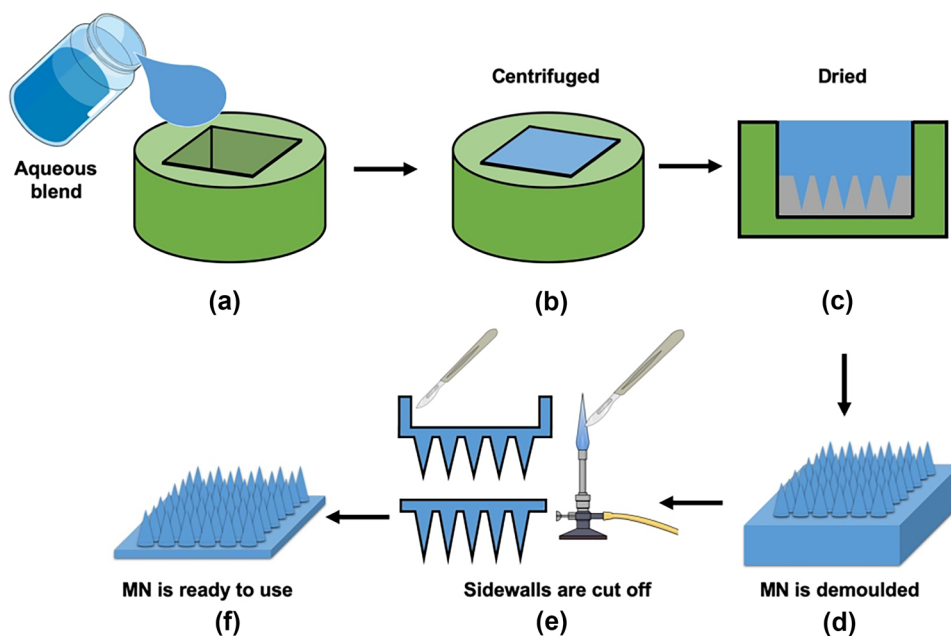 Aqueous
blend
Centrifuged
Dried
(a)
(b)
(c)
MN is ready to use
Sidewalls are cut off
MN is demoulded
(f)
(e)
(d)